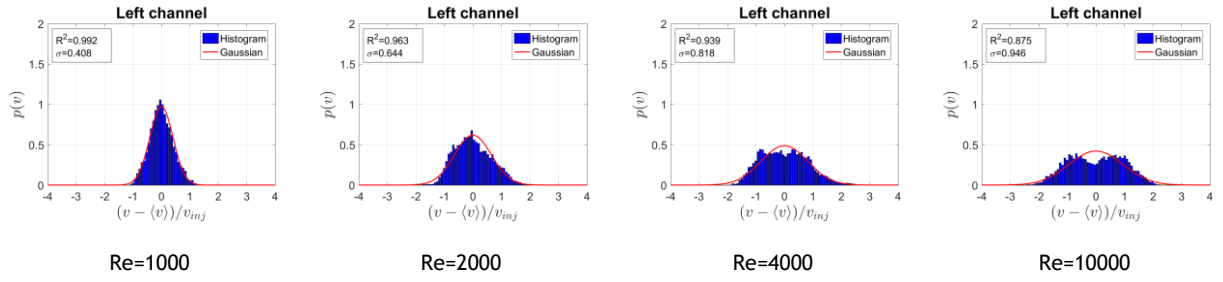 Left channel
R²=0.992
σ=0.408
Histogram
Gaussian
p(v)
2
1.5
1
0.5
0
-4 -3 -2 -1 0 1 2 3 4
(v − ⟨v⟩)/v_inj
Re=1000
Left channel
R²=0.963
σ=0.644
Histogram
Gaussian
p(v)
2
1.5
1
0.5
0
-4 -3 -2 -1 0 1 2 3 4
(v − ⟨v⟩)/v_inj
Re=2000
Left channel
R²=0.939
σ=0.818
Histogram
Gaussian
p(v)
2
1.5
1
0.5
0
-4 -3 -2 -1 0 1 2 3 4
(v − ⟨v⟩)/v_inj
Re=4000
Left channel
R²=0.875
σ=0.946
Histogram
Gaussian
p(v)
2
1.5
1
0.5
0
-4 -3 -2 -1 0 1 2 3 4
(v − ⟨v⟩)/v_inj
Re=10000